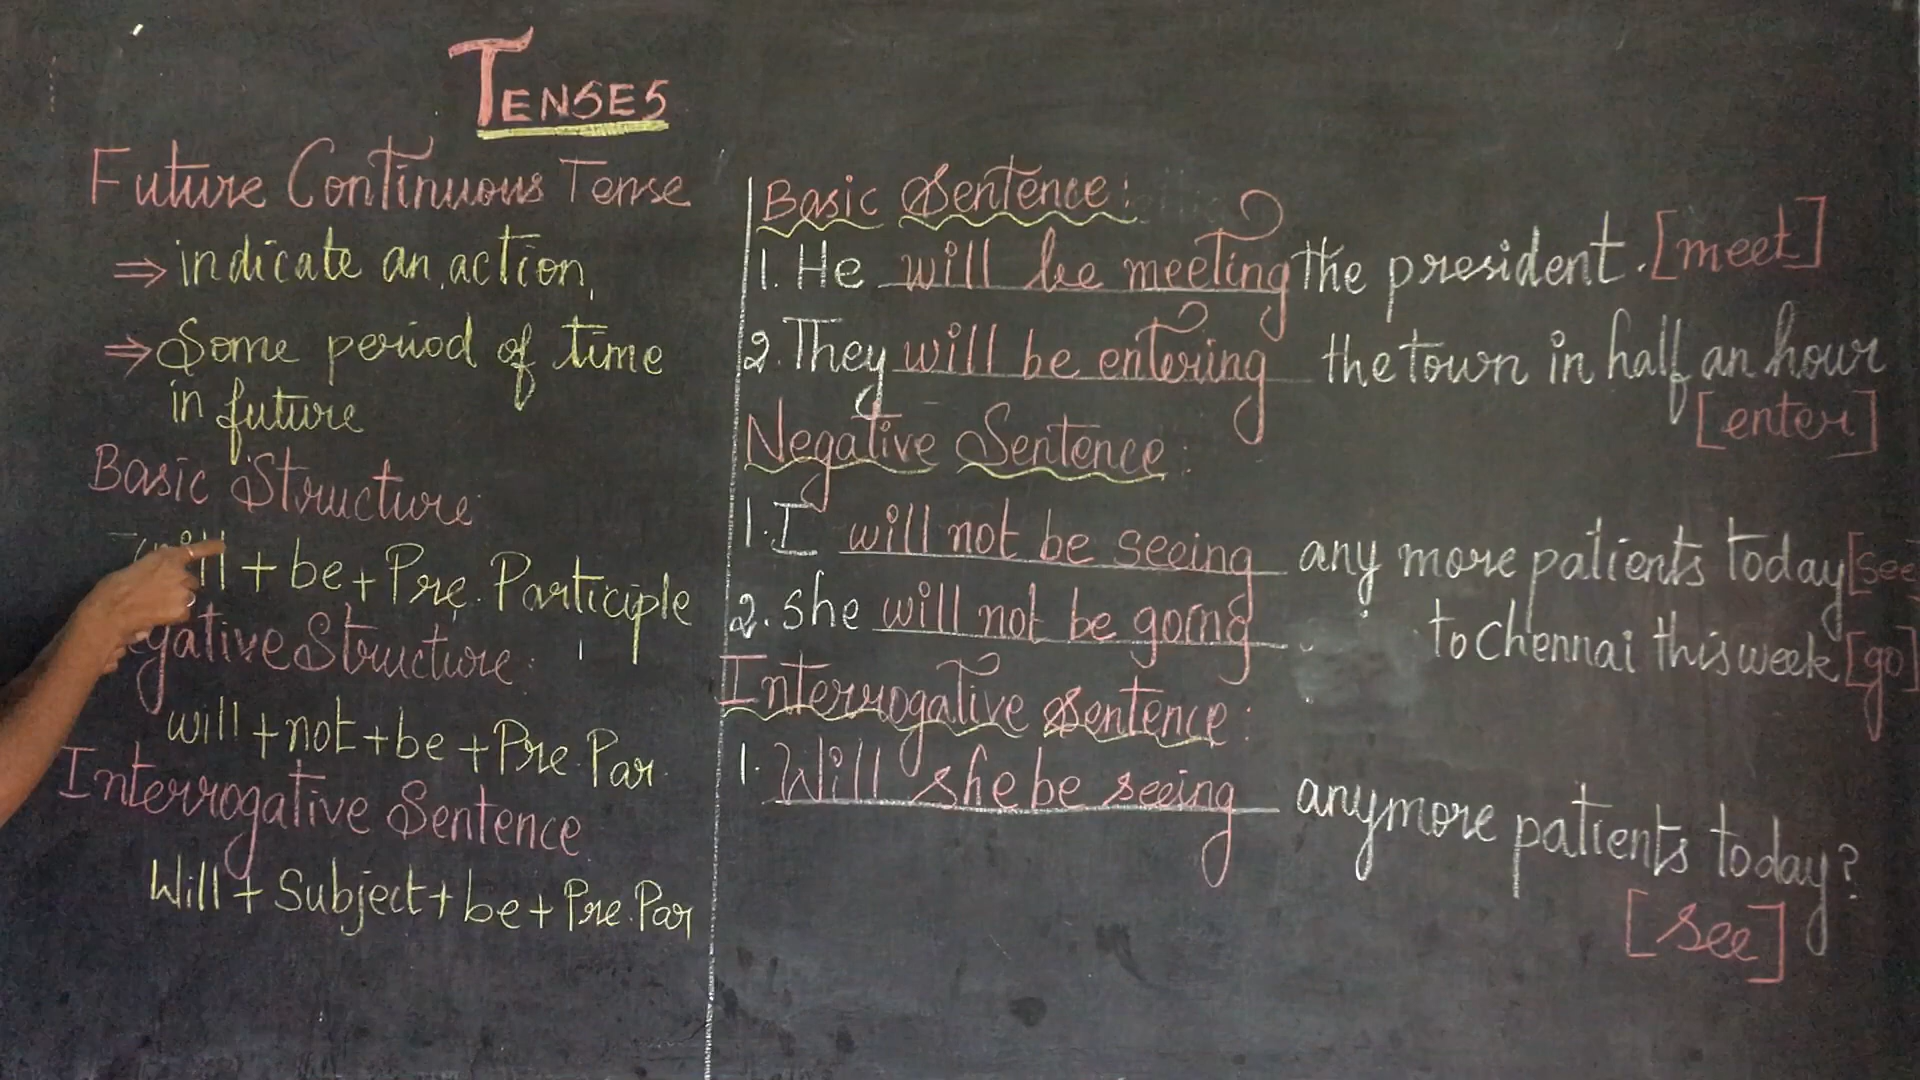 TENSES
Future Continuous Tense
⇒ indicate an action,
⇒ Some period of time
in future
Basic Structure
will + be + Pre. Participle
Negative Structure:
will + not + be + Pre. Par.
Interrogative Sentence
Will + Subject + be + Pre. Par
Basic Sentence:
1. He will be meeting the president. [meet]
2. They will be entering the town in half an hour
[enter]
Negative Sentence:
1. I will not be seeing any more patients today [see
2. She will not be going to Chennai this week [go]
Interrogative Sentence:
1. Will she be seeing anymore patients today?
[see]